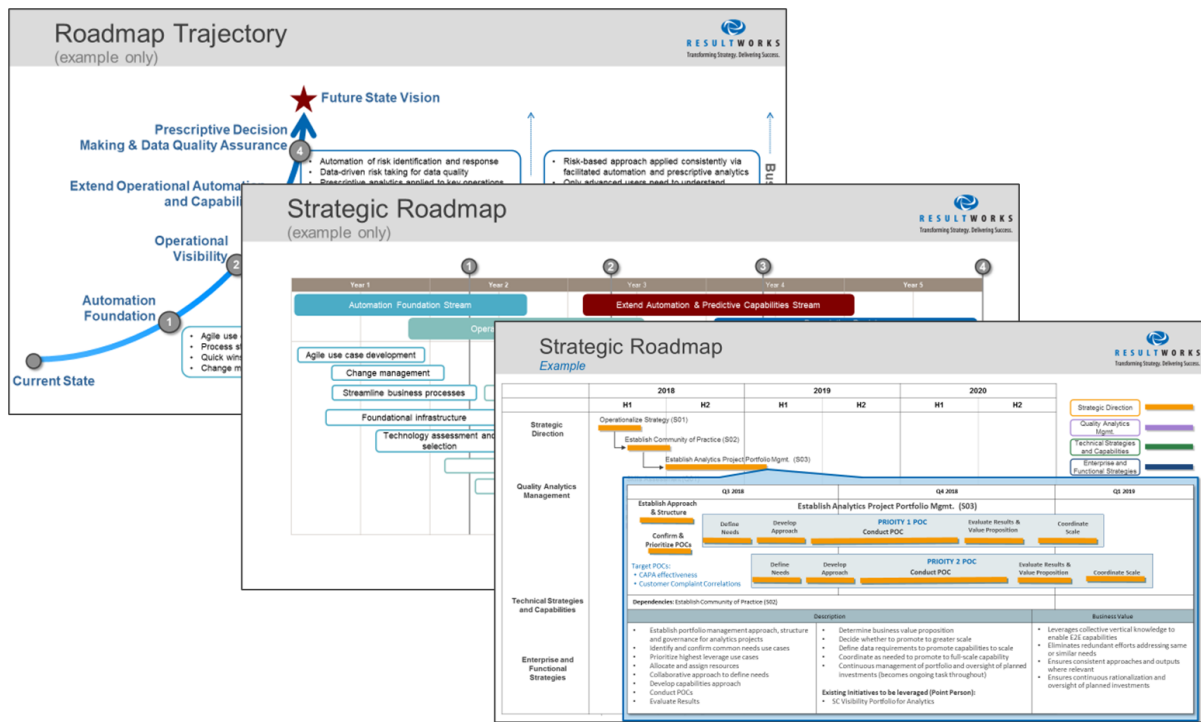 Roadmap Trajectory
(example only)
RESULTWORKS
Transforming Strategy. Delivering Success.
Future State Vision
Prescriptive Decision
Making & Data Quality Assurance
4
• Automation of risk identification and response
• Data-driven risk taking for data quality
• Prescriptive analytics applied to key operations
• Risk-based approach applied consistently via
facilitated automation and prescriptive analytics
• Only advanced users need to understand
Extend Operational Automation
and
Operational
Visibility
2
Automation
Foundation
1
• Agile use
• Process
• Quick wins
• Change
Current State
Strategic Roadmap
(example only)
RESULTWORKS
Transforming Strategy. Delivering Success.
1
2
3
4
Year 1
Year 2
Year 3
Year 4
Year 5
Automation Foundation Stream
Extend Automation & Predictive Capabilities Stream
Agile use case development
Change management
Streamline business processes
Foundational infrastructure
Technology assessment and
selection
Strategic Roadmap
Example
RESULTWORKS
Transforming Strategy. Delivering Success.
2018
2019
2020
H1
H2
H1
H2
H1
H2
Strategic Direction
Quality Analytics
Mgmt.
Technical Strategies
and Capabilities
Enterprise and
Functional Strategies
Strategic
Direction
Operationalize Strategy (S01)
Establish Community of Practice (S02)
Establish Analytics Project Portfolio Mgmt. (S03)
Quality Analytics
Management
Technical Strategies
and Capabilities
Enterprise and
Functional
Strategies
Q3 2018
Q4 2018
Q1 2019
Establish Approach
& Structure
Establish Analytics Project Portfolio Mgmt. (S03)
Confirm &
Prioritize POCs
Define
Needs
Develop
Approach
PRIOITY 1 POC
Conduct POC
Evaluate Results &
Value Proposition
Coordinate
Scale
Define
Needs
Develop
Approach
PRIOITY 2 POC
Conduct POC
Evaluate Results &
Value Proposition
Coordinate Scale
Target POCs:
• CAPA effectiveness
• Customer Complaint Correlations
Dependencies: Establish Community of Practice (S02)
Description
Business Value
• Establish portfolio management approach, structure
and governance for analytics projects
• Identify and confirm common needs use cases
• Prioritize highest leverage use cases
• Allocate and assign resources
• Collaborative approach to define needs
• Develop capabilities approach
• Conduct POCs
• Evaluate Results
• Determine business value proposition
• Decide whether to promote to greater scale
• Define data requirements to promote capabilities to scale
• Coordinate as needed to promote to full-scale capability
• Continuous management of portfolio and oversight of planned
investments (becomes ongoing task throughout)
Existing Initiatives to be leveraged (Point Person):
• SC Visibility Portfolio for Analytics
• Leverages collective vertical knowledge to
enable E2E capabilities
• Eliminates redundant efforts addressing same
or similar needs
• Ensures consistent approaches and outputs
where relevant
• Ensures continuous rationalization and
oversight of planned investments